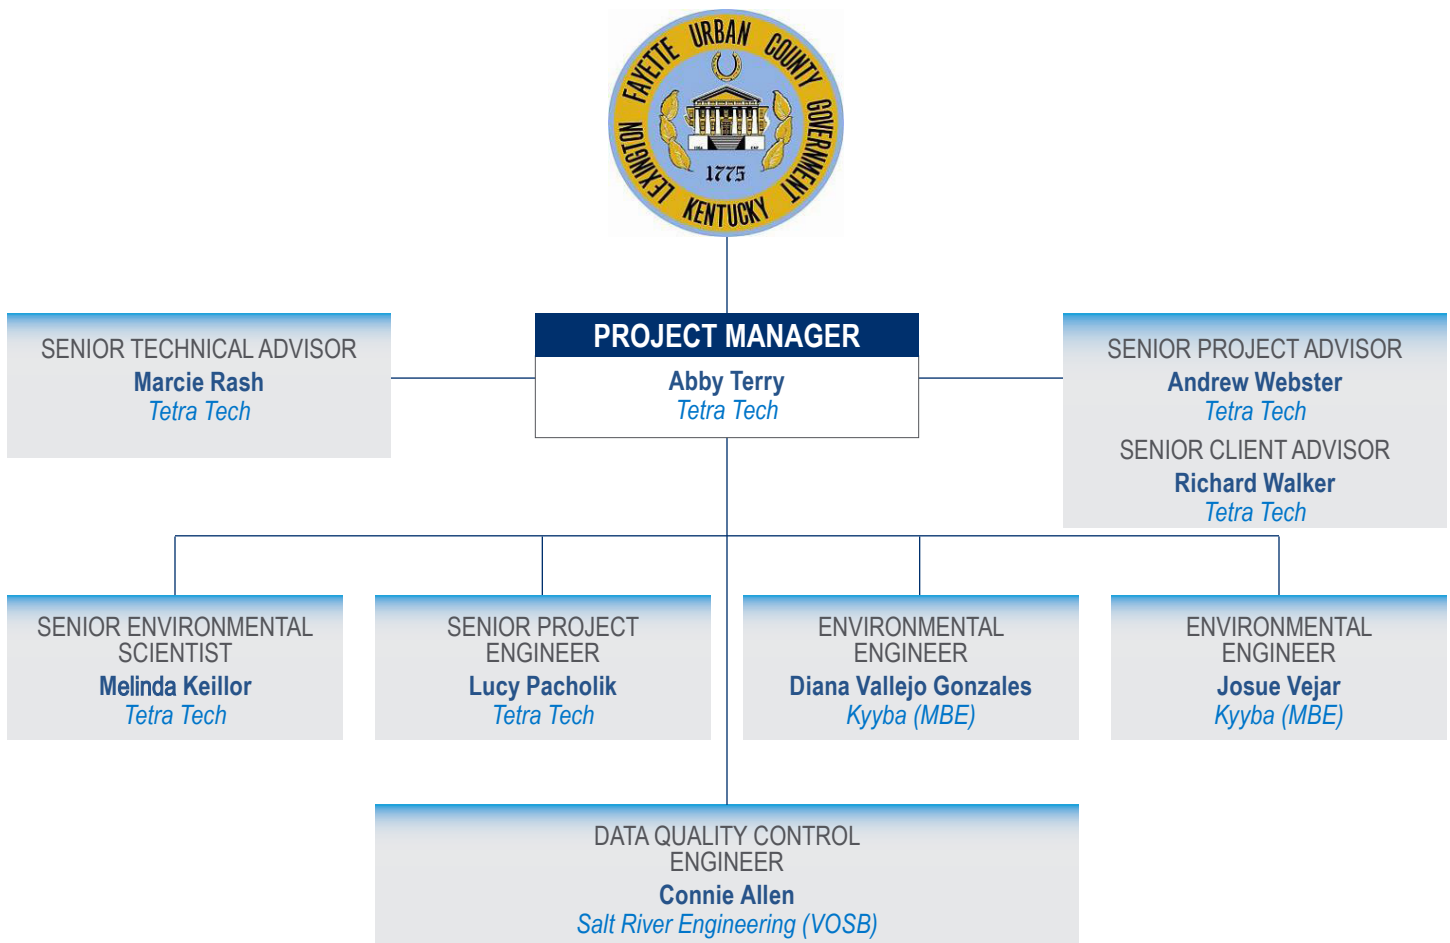 LEXINGTON FAYETTE URBAN COUNTY GOVERNMENT
KENTUCKY
1775
PROJECT MANAGER
Abby Terry
Tetra Tech
SENIOR TECHNICAL ADVISOR
Marcie Rash
Tetra Tech
SENIOR PROJECT ADVISOR
Andrew Webster
Tetra Tech
SENIOR CLIENT ADVISOR
Richard Walker
Tetra Tech
SENIOR ENVIRONMENTAL
SCIENTIST
Melinda Keillor
Tetra Tech
SENIOR PROJECT
ENGINEER
Lucy Pacholik
Tetra Tech
ENVIRONMENTAL
ENGINEER
Diana Vallejo Gonzales
Kyyba (MBE)
ENVIRONMENTAL
ENGINEER
Josue Vejar
Kyyba (MBE)
DATA QUALITY CONTROL
ENGINEER
Connie Allen
Salt River Engineering (VOSB)